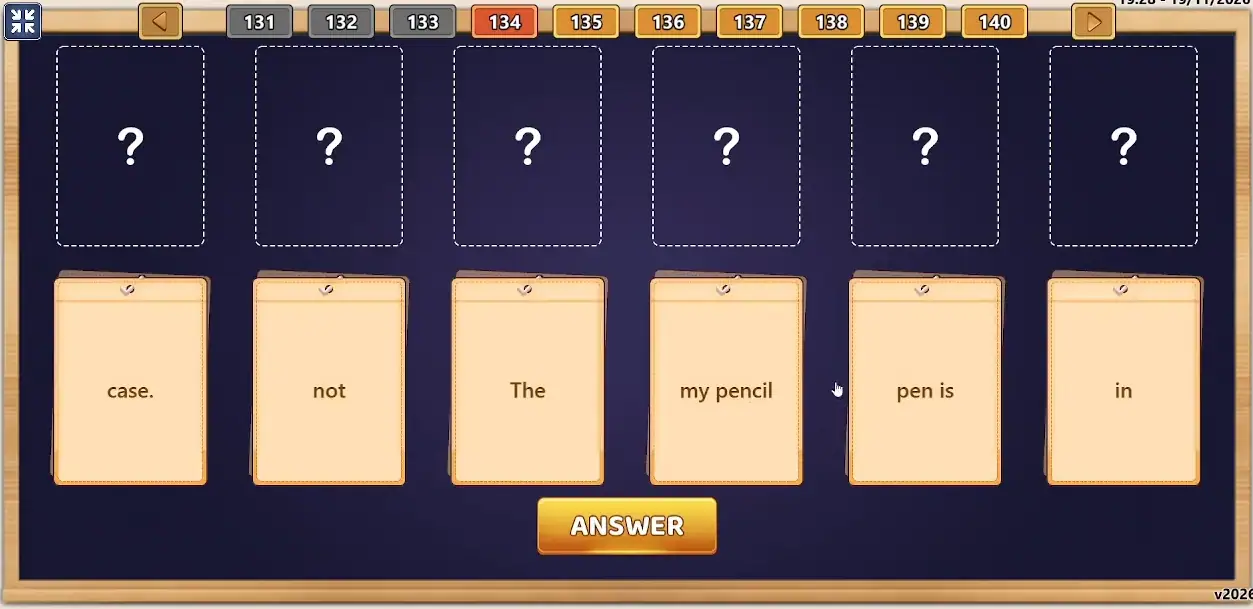 131 132 133 134 135 136 137 138 139 140
? ? ? ? ? ?
case. not The my pencil pen is in
ANSWER
v2026